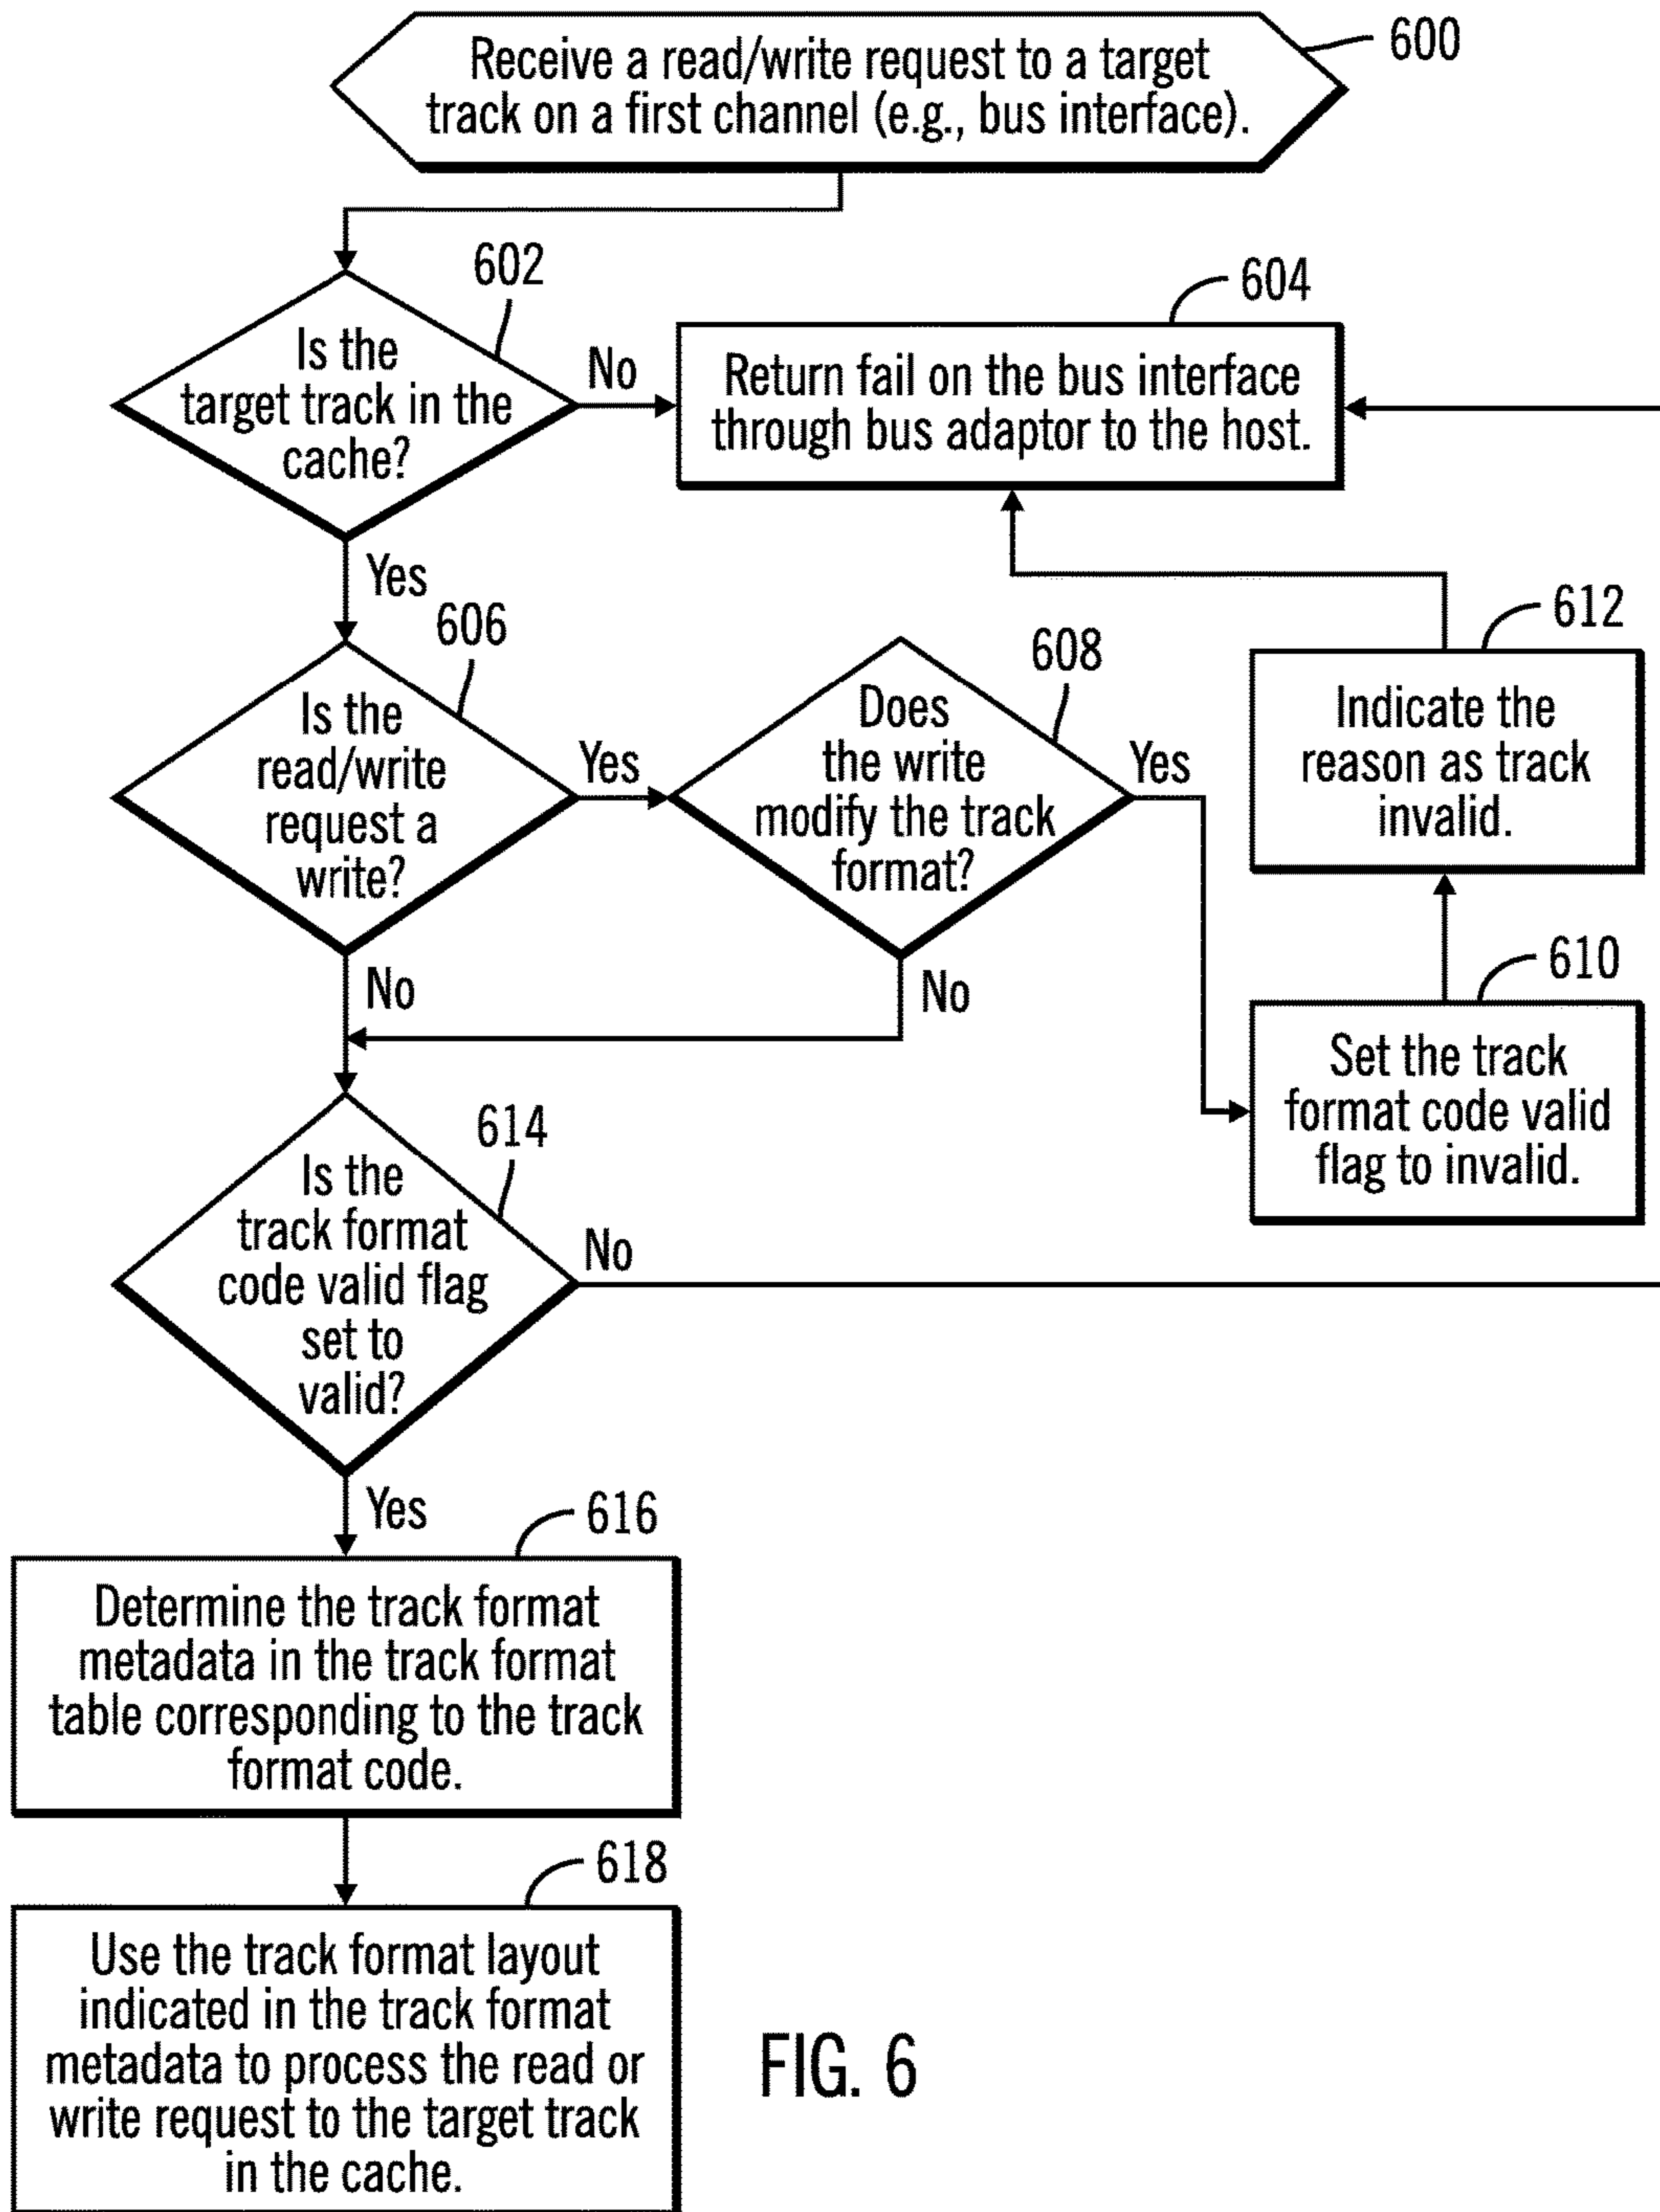 Receive a read/write request to a target
track on a first channel (e.g., bus interface).
600
602
Is the
target track in the
cache?
No
Yes
604
Return fail on the bus interface
through bus adaptor to the host.
606
Is the
read/write
request a
write?
Yes
No
608
Does
the write
modify the track
format?
Yes
No
612
Indicate the
reason as track
invalid.
610
Set the track
format code valid
flag to invalid.
614
Is the
track format
code valid flag
set to
valid?
No
Yes
616
Determine the track format
metadata in the track format
table corresponding to the track
format code.
618
Use the track format layout
indicated in the track format
metadata to process the read or
write request to the target track
in the cache.
FIG. 6